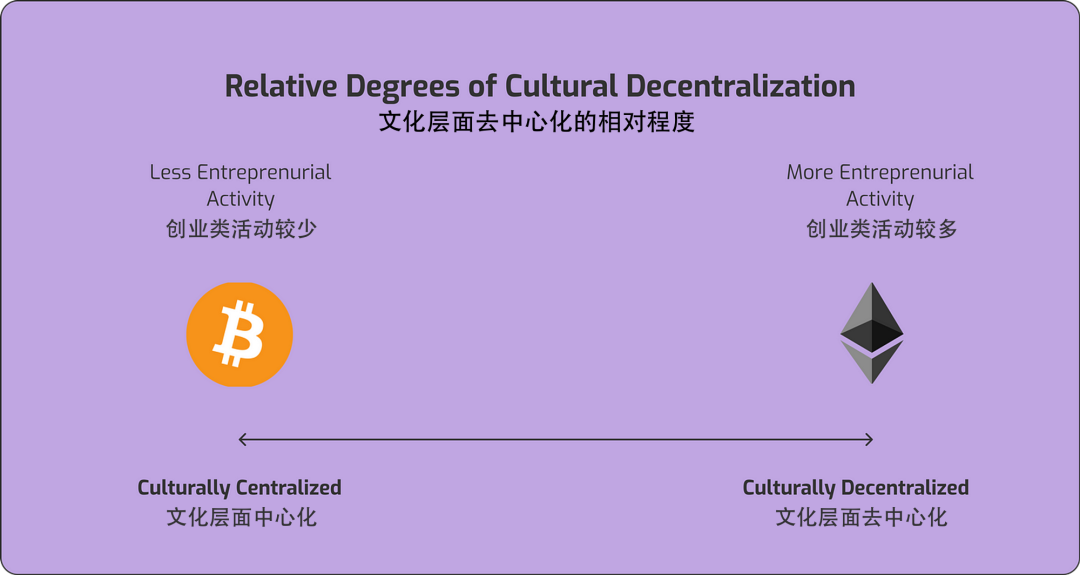 Relative Degrees of Cultural Decentralization
文化层面去中心化的相对程度
Less Entreprenurial
Activity
创业类活动较少
More Entreprenurial
Activity
创业类活动较多
Culturally Centralized
文化层面中心化
Culturally Decentralized
文化层面去中心化